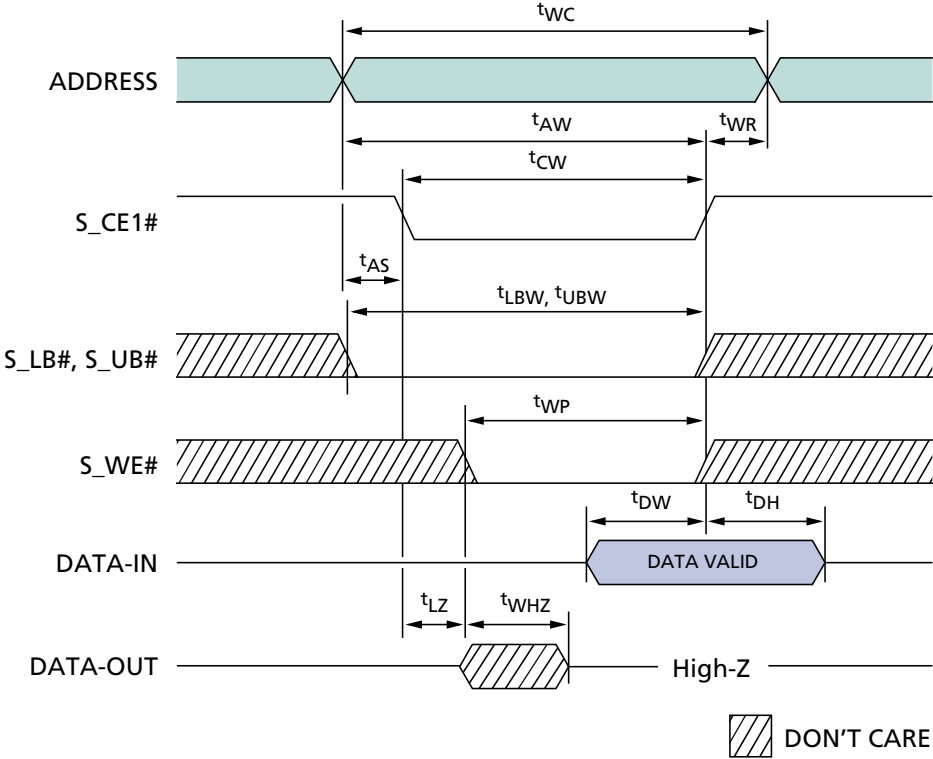 tWC
ADDRESS
tAW
tWR
tCW
S_CE1#
tAS
tLBW, tUBW
S_LB#, S_UB#
tWP
S_WE#
tDW
tDH
DATA-IN
DATA VALID
tLZ
tWHZ
DATA-OUT
High-Z
DON'T CARE